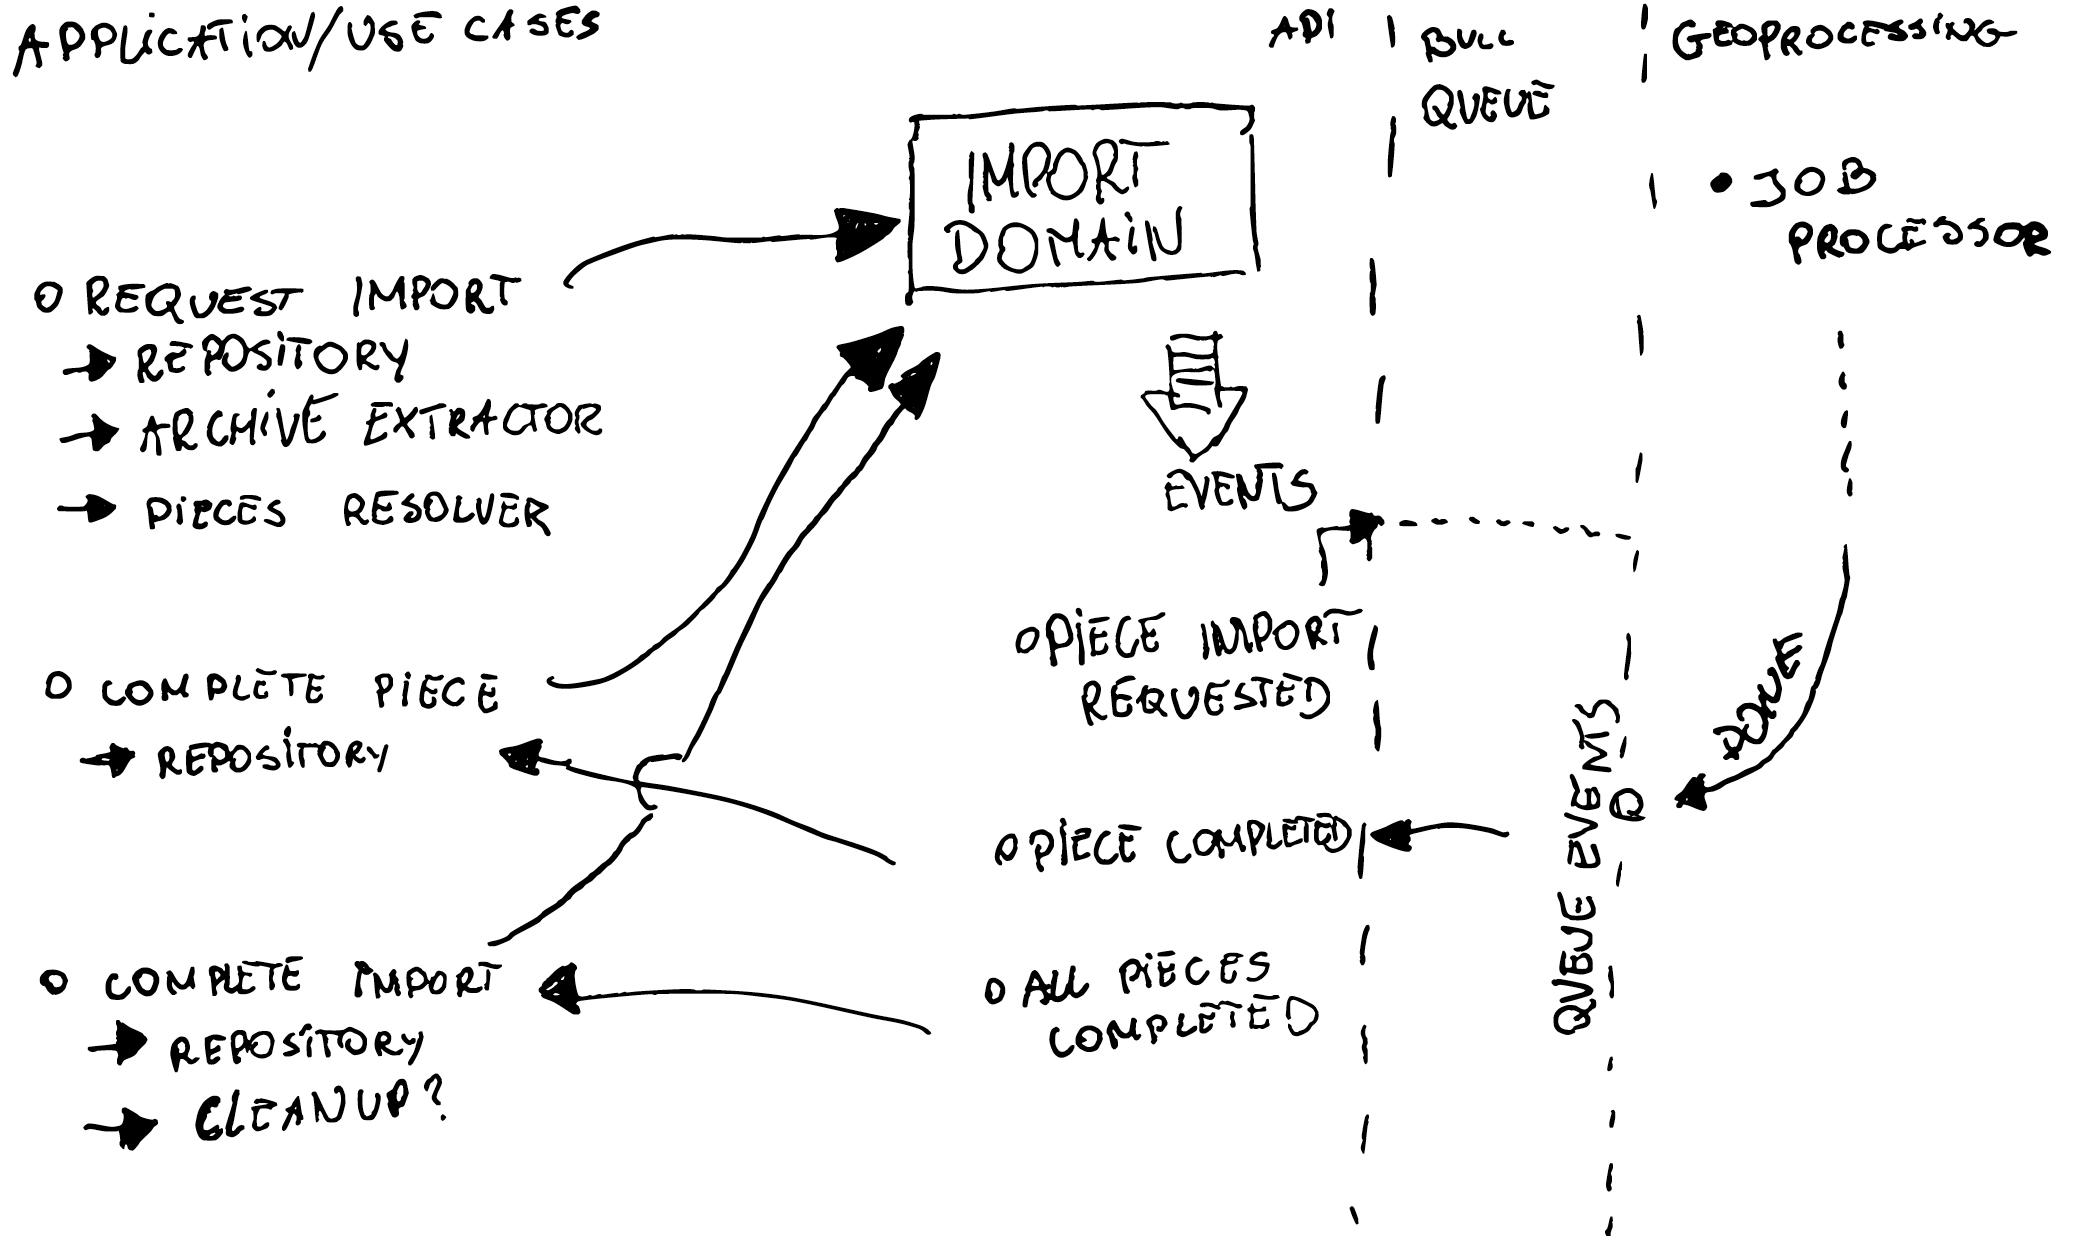 APPLICATION/USE CASES
API
BULL
QUEUE
GEOPROCESSING
IMPORT
DOMAIN
• JOB
PROCESSOR
O REQUEST IMPORT
→ REPOSITORY
→ ARCHIVE EXTRACTOR
→ PIECES RESOLVER
EVENTS
O PIECE IMPORT
REQUESTED
O COMPLETE PIECE
→ REPOSITORY
DONE
QUEUE EVENTS
Q
O PIECE COMPLETED
O COMPLETE IMPORT
→ REPOSITORY
→ CLEANUP?
O ALL PIECES
COMPLETED